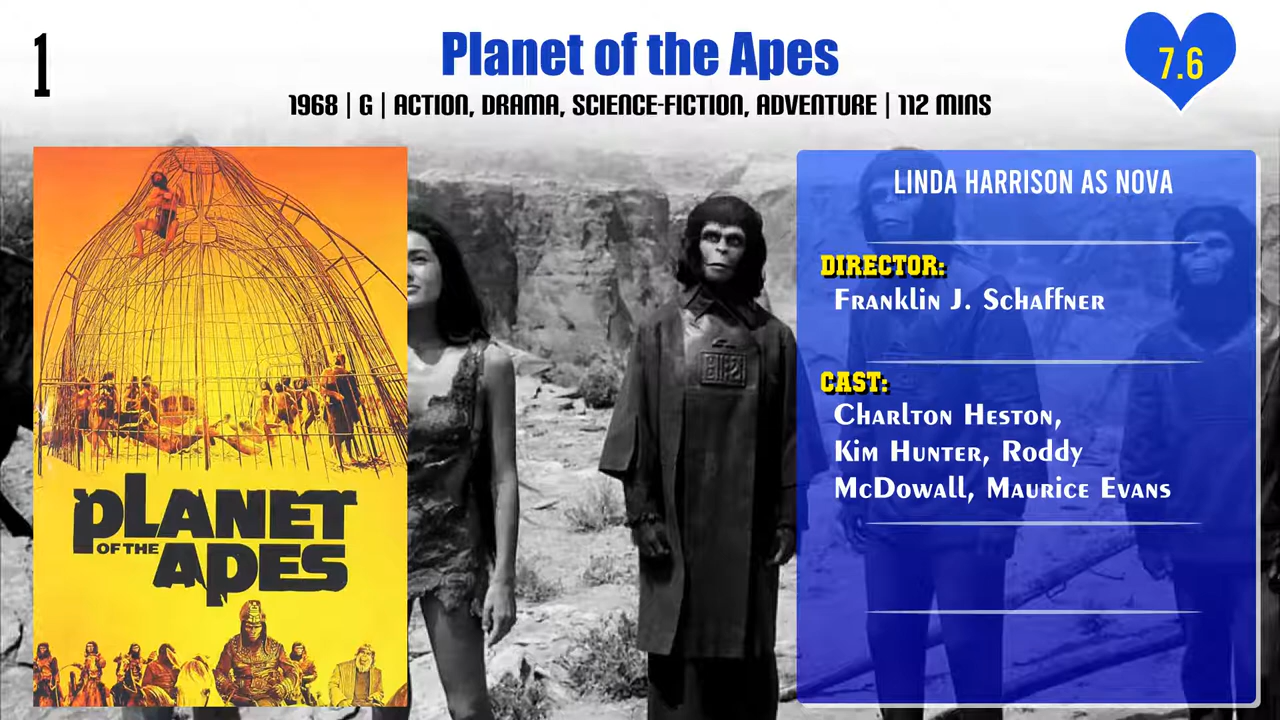 1
Planet of the Apes
7.6
1968 | G | ACTION, DRAMA, SCIENCE-FICTION, ADVENTURE | 112 MINS
PLANET
OF THE
APES
LINDA HARRISON AS NOVA
DIRECTOR:
Franklin J. Schaffner
CAST:
Charlton Heston,
Kim Hunter, Roddy
McDowall, Maurice Evans